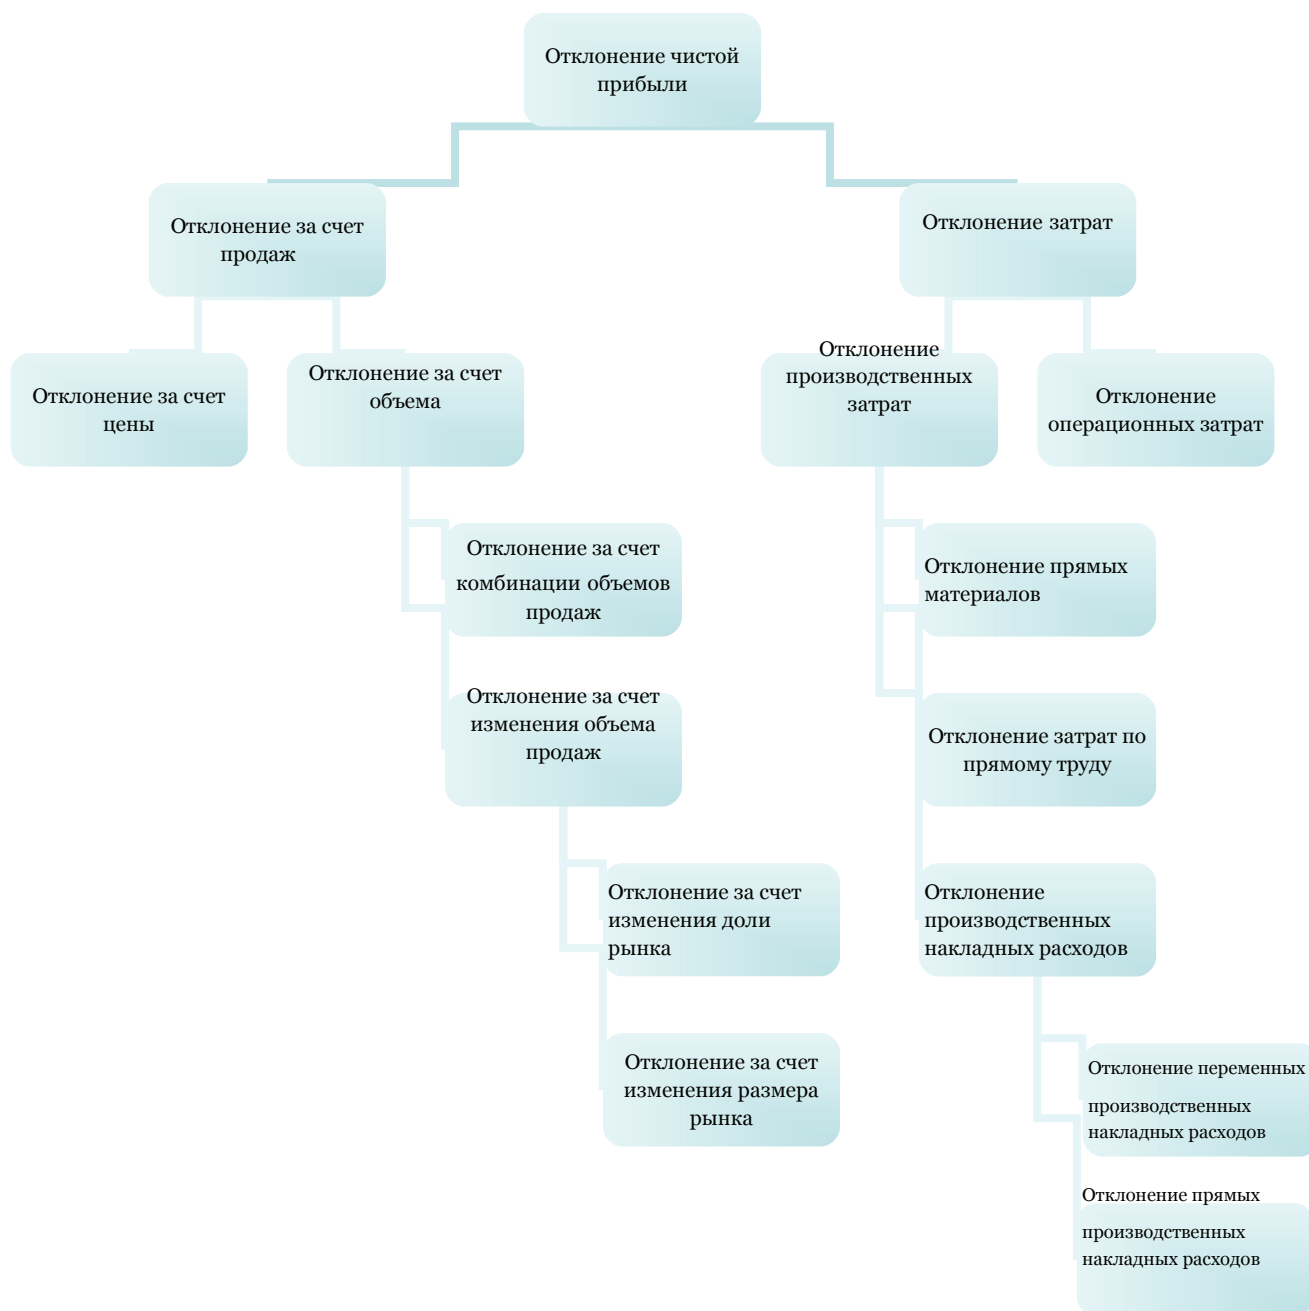 Отклонение чистой
прибыли
Отклонение за счет
продаж
Отклонение затрат
Отклонение за счет
цены
Отклонение за счет
объема
Отклонение
производственных
затрат
Отклонение
операционных затрат
Отклонение за счет
комбинации объемов
продаж
Отклонение прямых
материалов
Отклонение за счет
изменения объема
продаж
Отклонение затрат по
прямому труду
Отклонение за счет
изменения доли
рынка
Отклонение
производственных
накладных расходов
Отклонение за счет
изменения размера
рынка
Отклонение переменных
производственных
накладных расходов
Отклонение прямых
производственных
накладных расходов